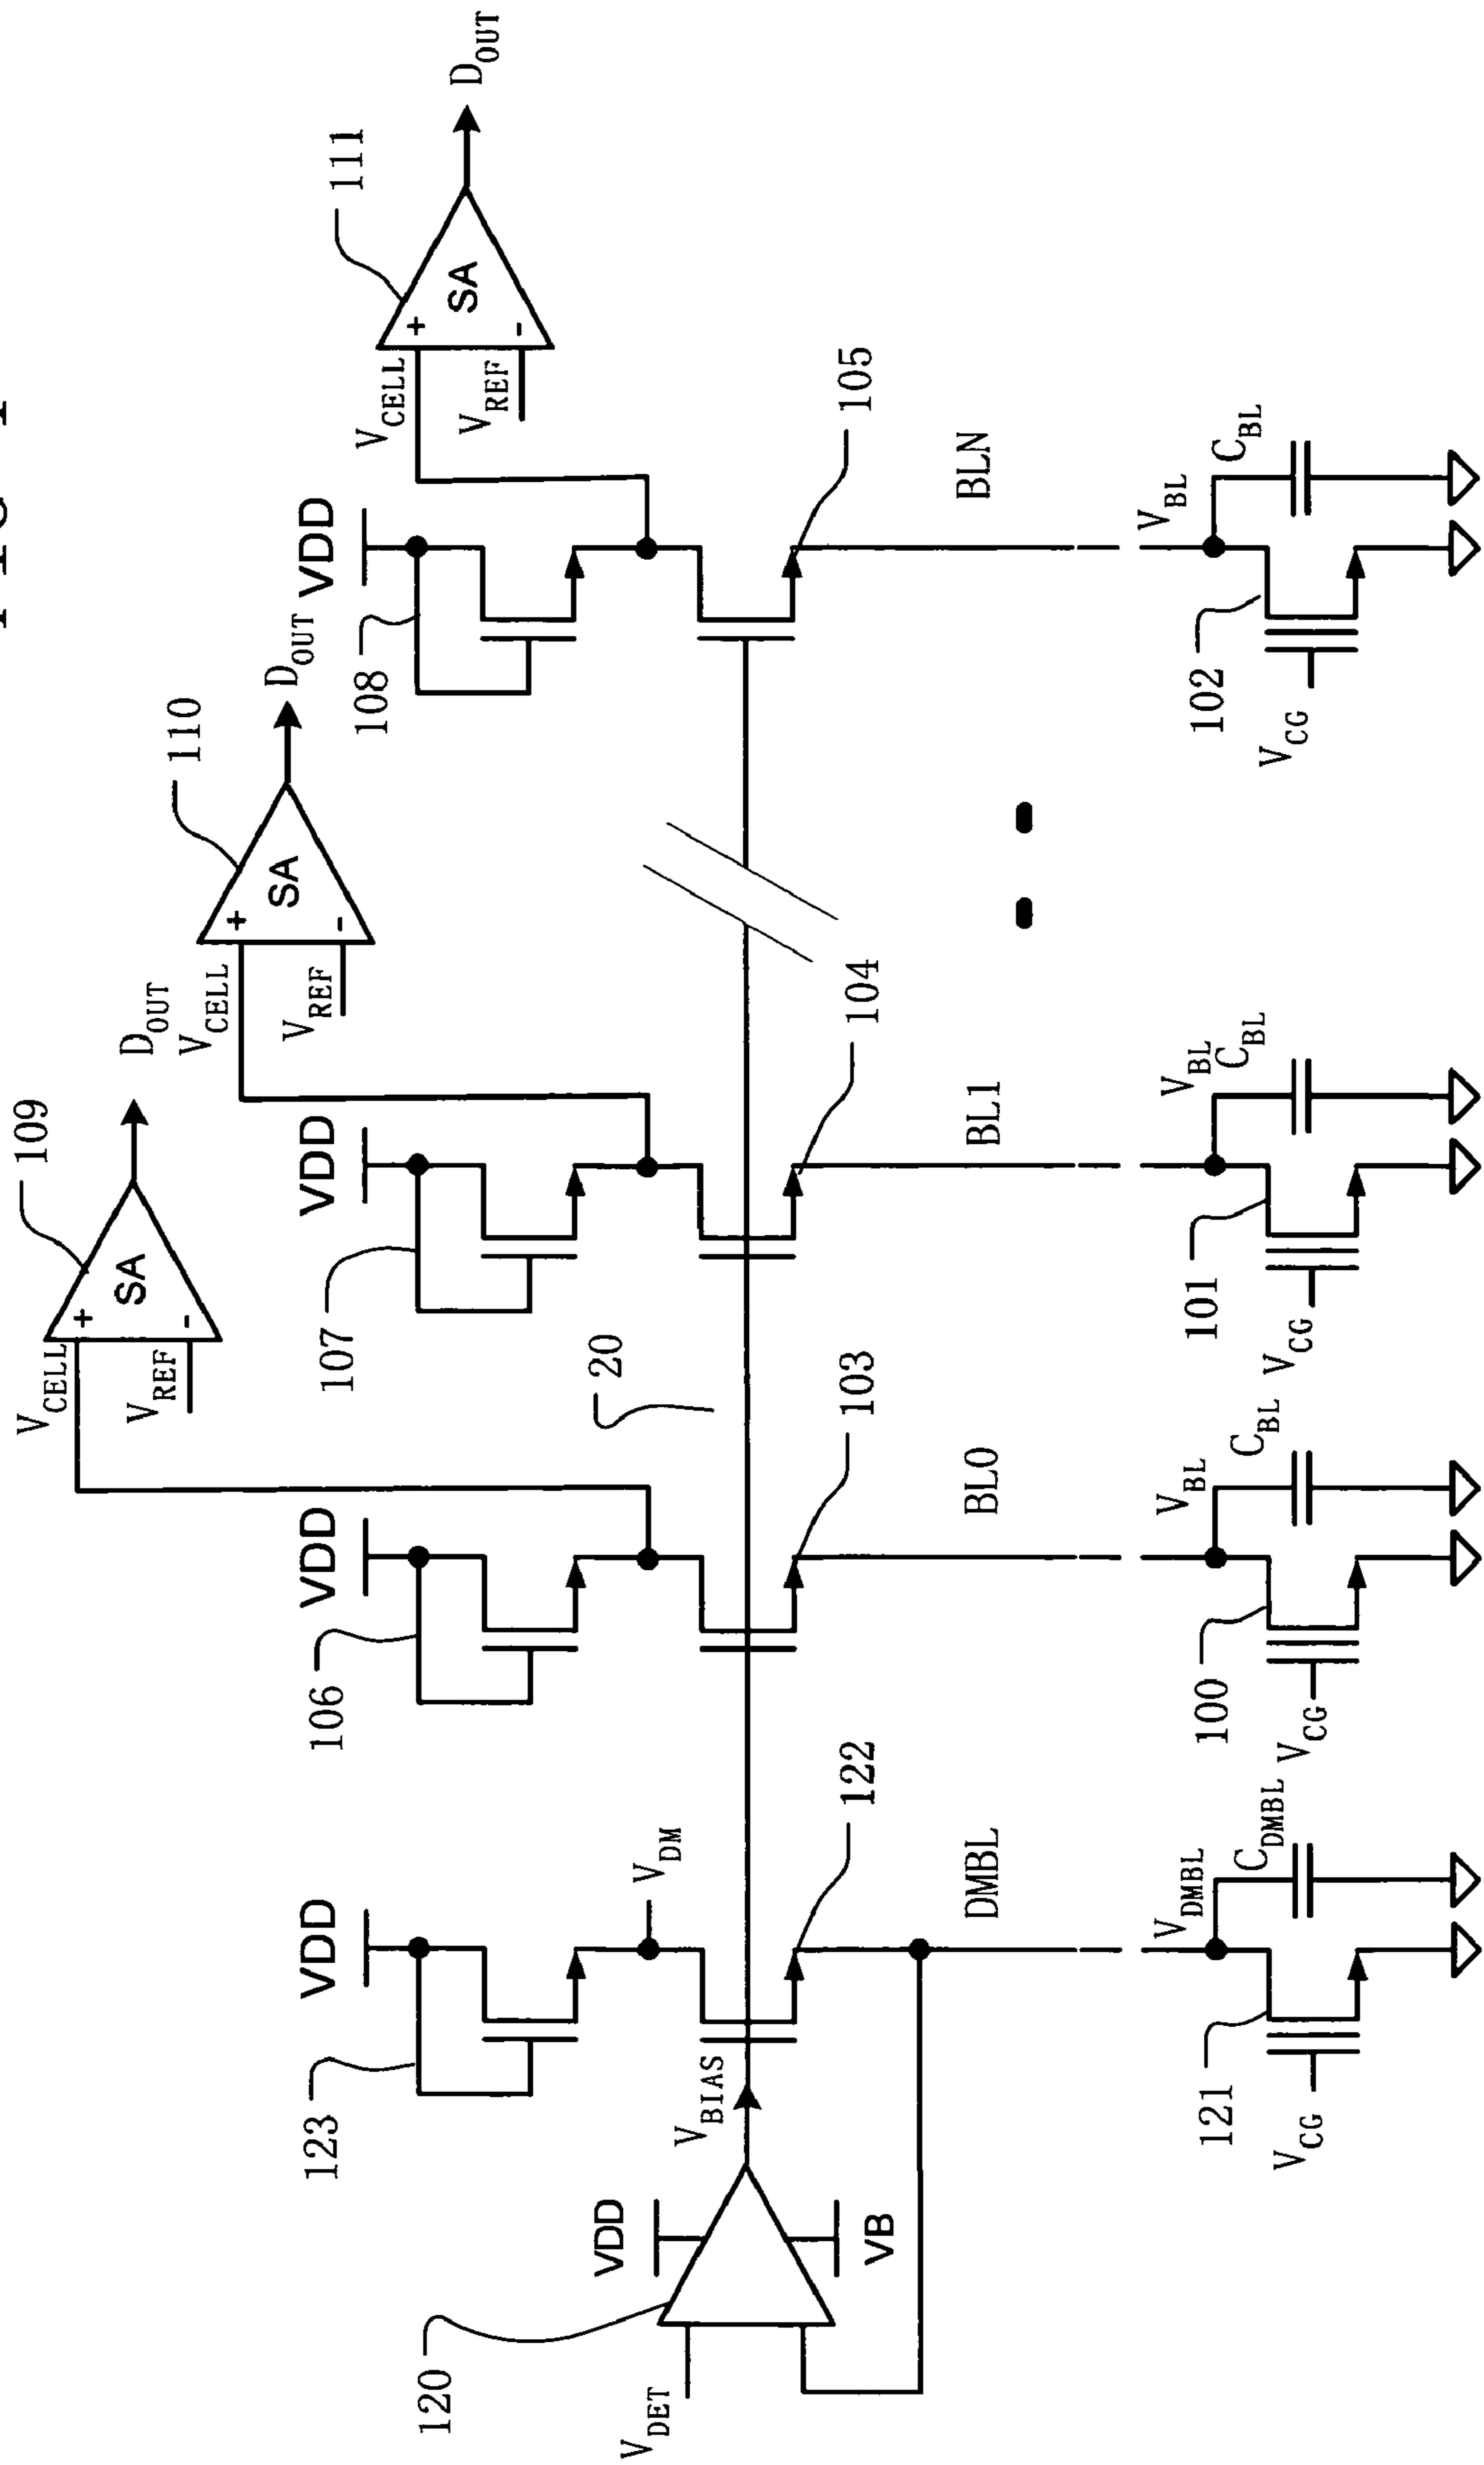 111
D_OUT
SA
+
-
V_CELL
V_REF
VDD
108
105
BLN
V_BL
C_BL
102
V_CG
110
D_OUT
SA
+
-
V_CELL
V_REF
VDD
107
104
BL1
V_BL
C_BL
101
V_CG
109
D_OUT
SA
+
-
V_CELL
V_REF
VDD
106
20
103
BL0
V_BL
C_BL
100
V_CG
VDD
123
V_DM
V_BIAS
122
DMBL
V_DMBL
C_DMBL
121
V_CG
VDD
VB
120
V_DET